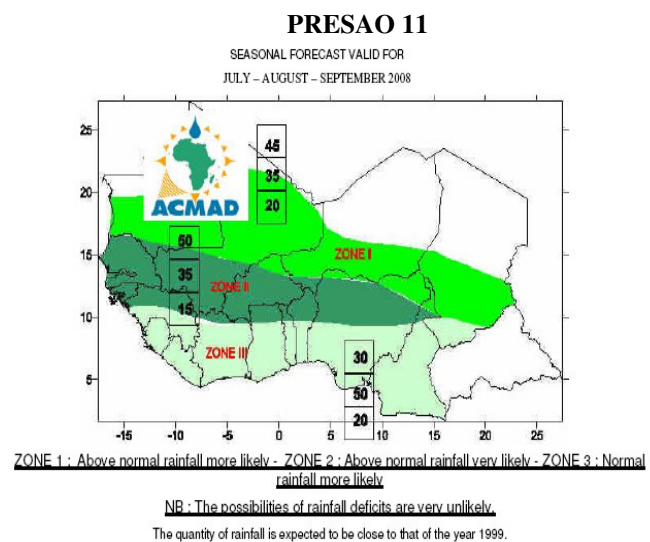 PRESAO 11
SEASONAL FORECAST VALID FOR
JULY – AUGUST – SEPTEMBER 2008
25
20
15
10
5
ACMAD
45
35
20
50
35
15
30
50
20
ZONE I
ZONE II
ZONE III
-15 -10 -5 0 5 10 15 20 25
ZONE 1 : Above normal rainfall more likely - ZONE 2 : Above normal rainfall very likely - ZONE 3 : Normal
rainfall more likely
NB : The possibilities of rainfall deficits are very unlikely.
The quantity of rainfall is expected to be close to that of the year 1999.